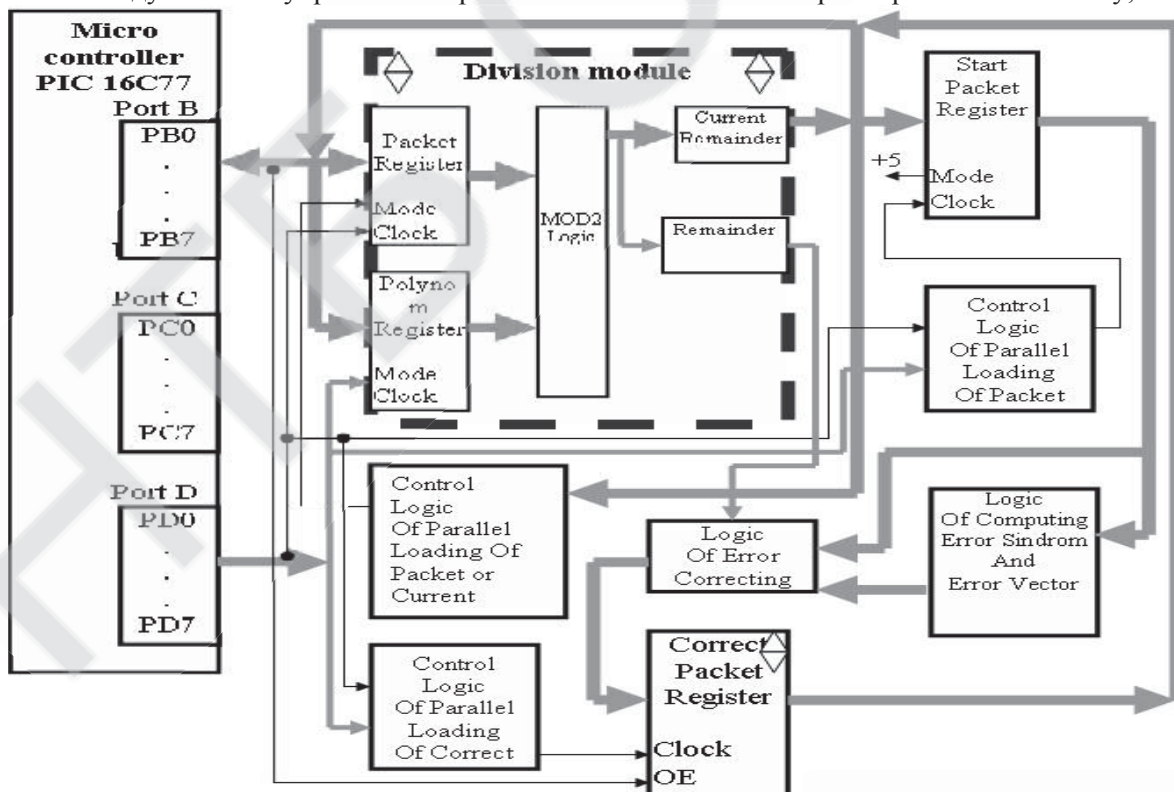 Micro
controller
PIC 16C77
Port B
PB0
.
.
.
PB7
Port C
PC0
.
.
.
PC7
Port D
PD0
.
.
.
PD7
Division module
Packet
Register
Mode
Clock
Polyno
m
Register
Mode
Clock
MOD2
Logic
Current
Remainder
Remainder
Start
Packet
Register
+5
Mode
Clock
Control
Logic
Of Parallel
Loading
Of Packet
Control
Logic
Of Parallel
Loading Of
Packet or
Current
Logic
Of Error
Correcting
Logic
Of Computing
Error Sindrom
And
Error Vector
Control
Logic
Of Parallel
Loading
Of Correct
Correct
Packet
Register
Clock
OE